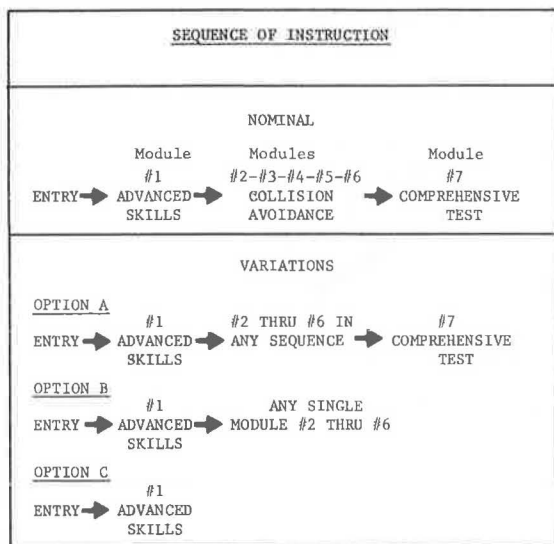 SEQUENCE OF INSTRUCTION
NOMINAL
Module Modules Module
#1 #2-#3-#4-#5-#6 #7
ENTRY ADVANCED COLLISION COMPREHENSIVE
SKILLS AVOIDANCE TEST
VARIATIONS
OPTION A
#1 #2 THRU #6 IN #7
ENTRY ADVANCED ANY SEQUENCE COMPREHENSIVE
SKILLS TEST
OPTION B
#1 ANY SINGLE
ENTRY ADVANCED MODULE #2 THRU #6
SKILLS
OPTION C
#1
ENTRY ADVANCED
SKILLS